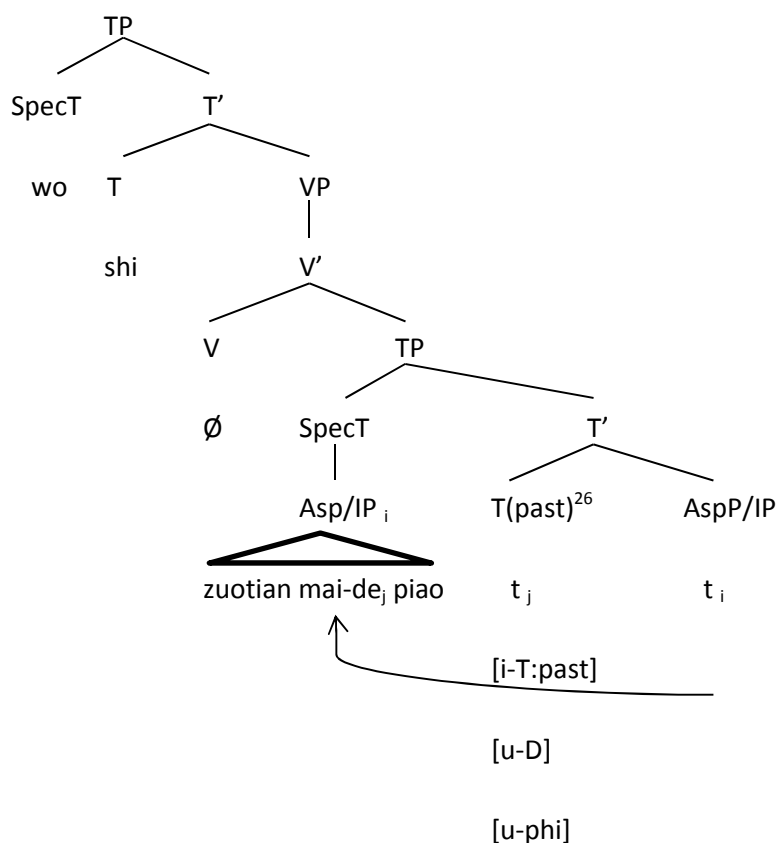 TP
SpecT T’
wo T VP
shi V’
V TP
Ø SpecT T’
Asp/IP i T(past)26 AspP/IP
zuotian mai-dej piao t j t i
[i-T:past]
[u-D]
[u-phi]